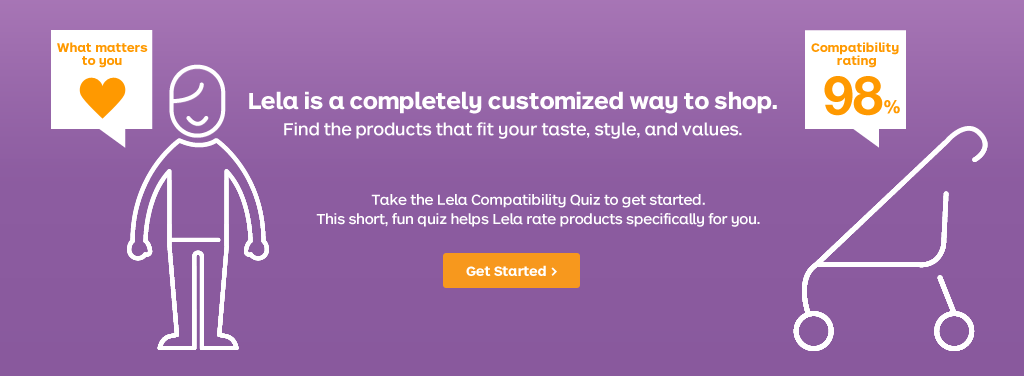 What matters
to you
Lela is a completely customized way to shop.
Find the products that fit your taste, style, and values.
Take the Lela Compatibility Quiz to get started.
This short, fun quiz helps Lela rate products specifically for you.
Get Started >
Compatibility
rating
98%